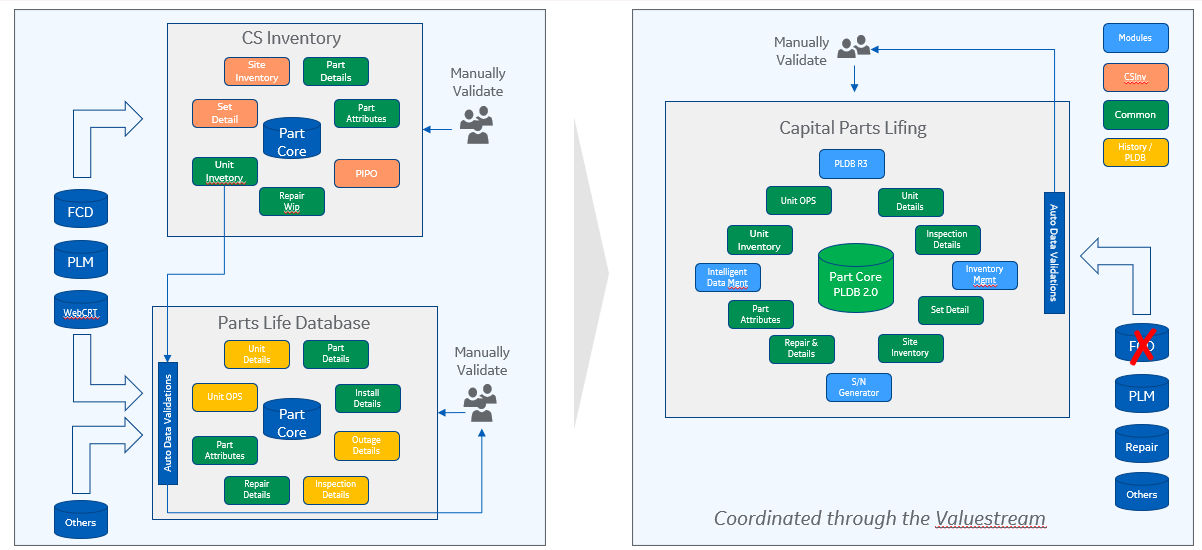 CS Inventory
Site
Inventory
Part
Details
Set
Detail
Part
Attributes
Part
Core
Unit
Invetory
PIPO
Repair
Wip
Manually
Validate
FCD
PLM
WebCRT
Others
Parts Life Database
Unit
Details
Part
Details
Unit OPS
Install
Details
Part
Core
Part
Attributes
Outage
Details
Repair
Details
Inspection
Details
Auto Data Validations
Manually
Validate
Manually
Validate
Capital Parts Lifing
PLDB R3
Unit OPS
Unit
Details
Unit
Inventory
Inspection
Details
Intelligent
Data Mgnt
Part Core
PLDB 2.0
Inventory
Mgmt
Part
Attributes
Set Detail
Repair &
Details
Site
Inventory
S/N
Generator
Auto Data Validations
Modules
CSInv
Common
History /
PLDB
FCD
PLM
Repair
Others
Coordinated through the Valuestream